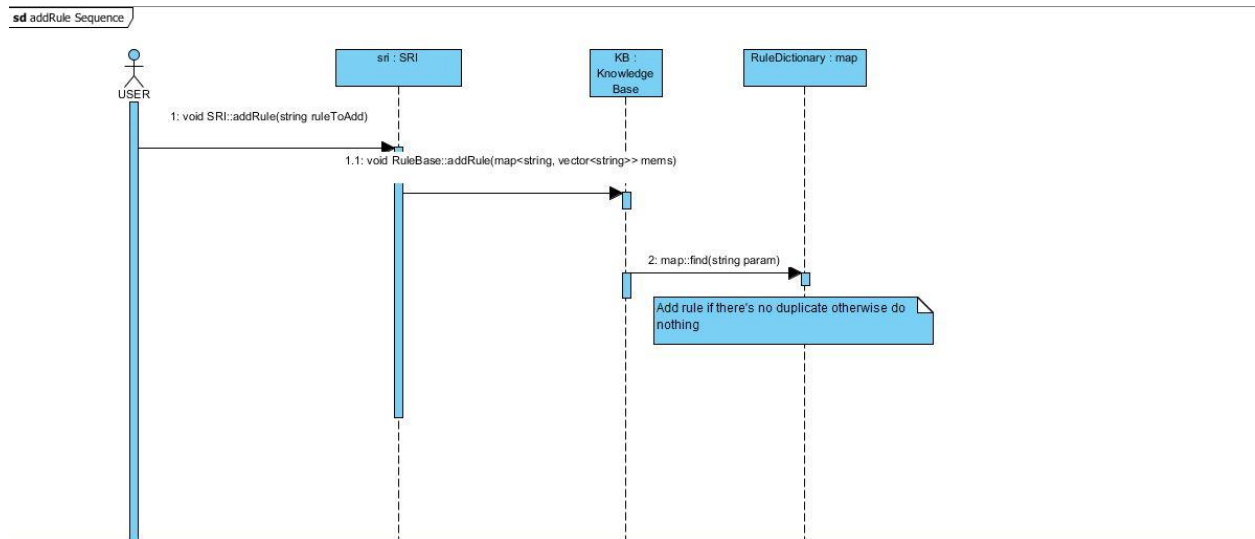 sd addRule Sequence
sri : SRI
KB :
Knowledge
Base
RuleDictionary : map
USER
1: void SRI::addRule(string ruleToAdd)
1.1: void RuleBase::addRule(map<string, vector<string>> mems)
2: map::find(string param)
Add rule if there's no duplicate otherwise do
nothing